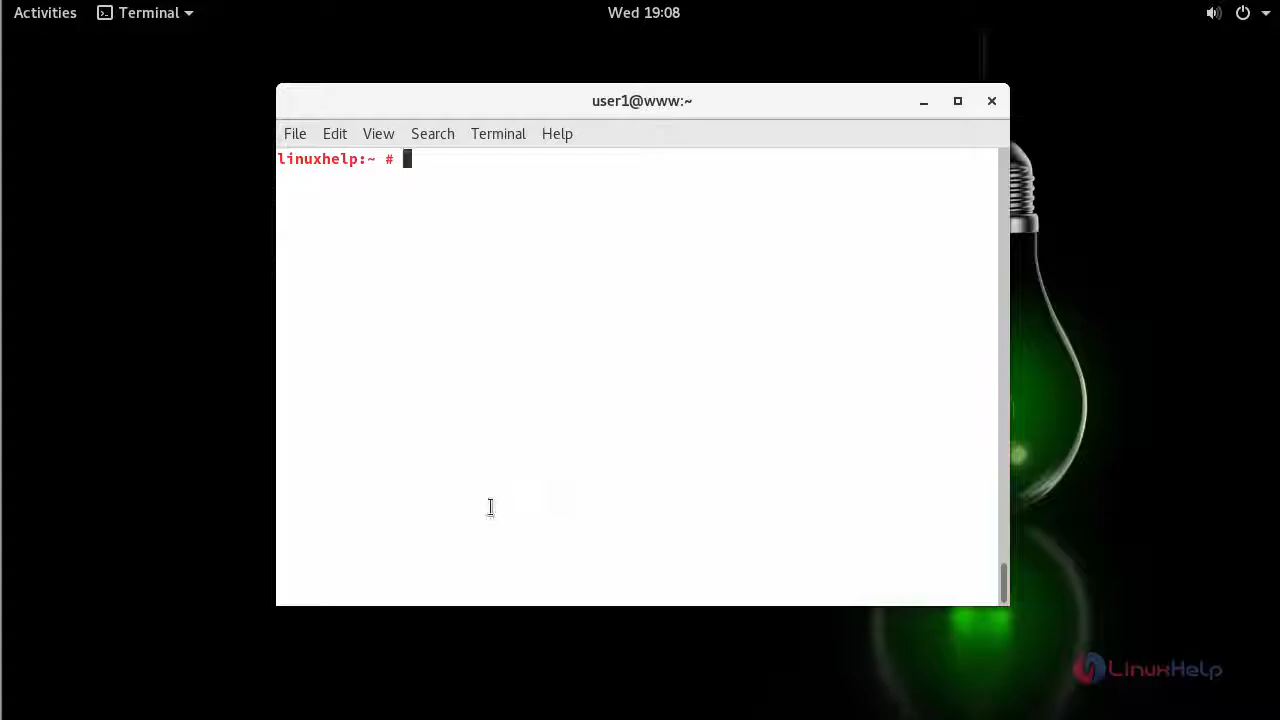 Activities Terminal Wed 19:08
user1@www:~
File Edit View Search Terminal Help
linuxhelp:~ #
LinuxHelp